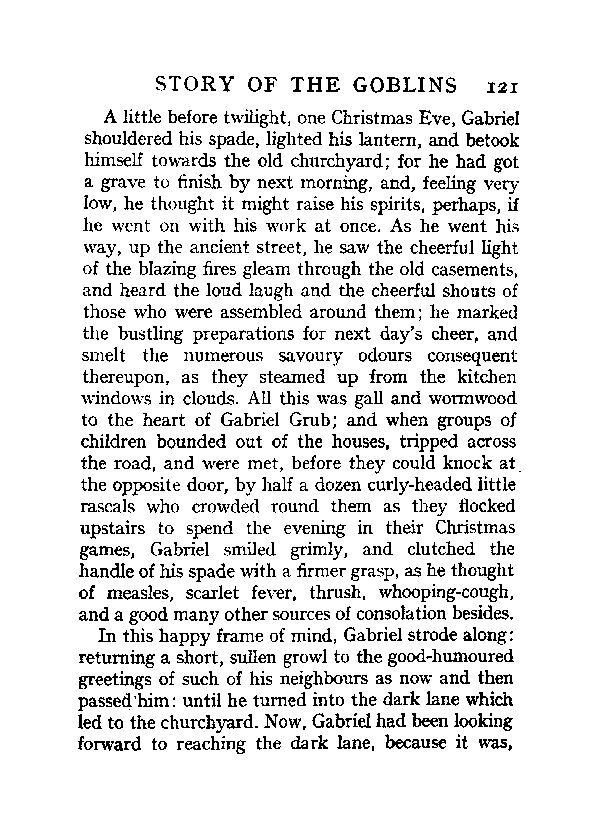 STORY OF THE GOBLINS 121
A little before twilight, one Christmas Eve, Gabriel
shouldered his spade, lighted his lantern, and betook
himself towards the old churchyard; for he had got
a grave to finish by next morning, and, feeling very
low, he thought it might raise his spirits, perhaps, if
he went on with his work at once. As he went his
way, up the ancient street, he saw the cheerful light
of the blazing fires gleam through the old casements,
and heard the loud laugh and the cheerful shouts of
those who were assembled around them; he marked
the bustling preparations for next day's cheer, and
smelt the numerous savoury odours consequent
thereupon, as they steamed up from the kitchen
windows in clouds. All this was gall and wormwood
to the heart of Gabriel Grub; and when groups of
children bounded out of the houses, tripped across
the road, and were met, before they could knock at
the opposite door, by half a dozen curly-headed little
rascals who crowded round them as they flocked
upstairs to spend the evening in their Christmas
games, Gabriel smiled grimly, and clutched the
handle of his spade with a firmer grasp, as he thought
of measles, scarlet fever, thrush, whooping-cough,
and a good many other sources of consolation besides.
In this happy frame of mind, Gabriel strode along:
returning a short, sullen growl to the good-humoured
greetings of such of his neighbours as now and then
passed him: until he turned into the dark lane which
led to the churchyard. Now, Gabriel had been looking
forward to reaching the dark lane, because it was,